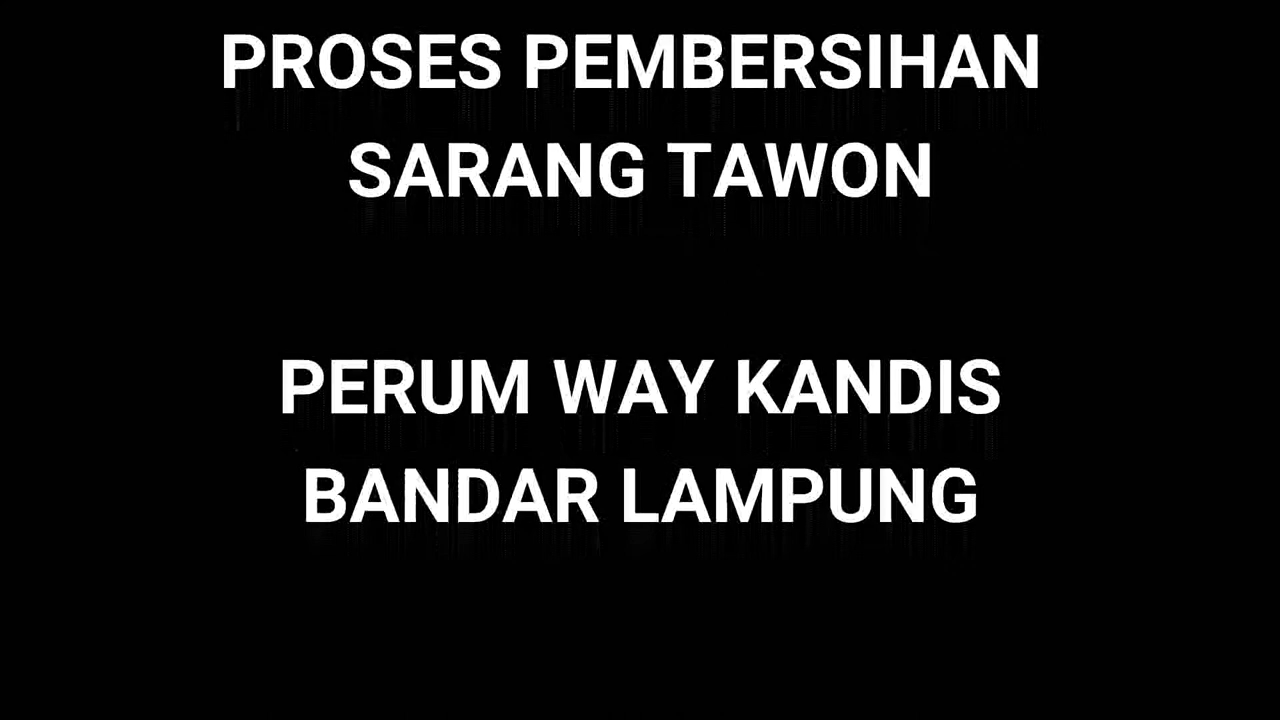 PROSES PEMBERSIHAN
SARANG TAWON
PERUM WAY KANDIS
BANDAR LAMPUNG